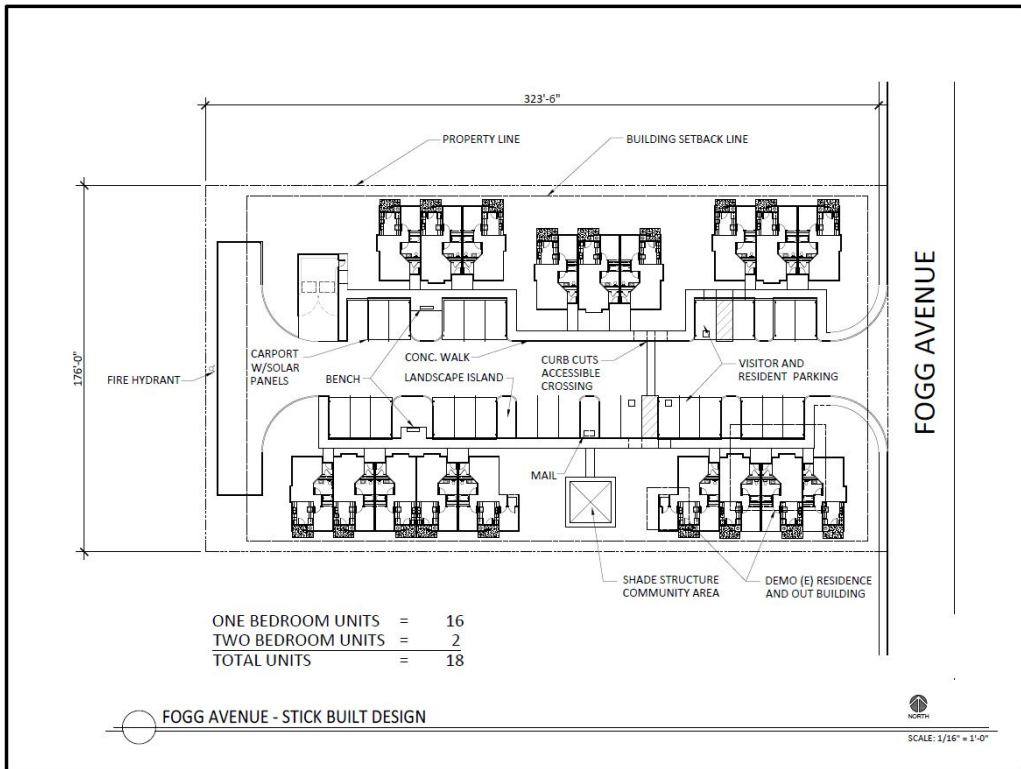 323'-6"
PROPERTY LINE
BUILDING SETBACK LINE
176'-0"
FOGG AVENUE
FIRE HYDRANT
CARPORT
W/SOLAR
PANELS
BENCH
CONC. WALK
LANDSCAPE ISLAND
CURB CUTS
ACCESSIBLE
CROSSING
VISITOR AND
RESIDENT PARKING
MAIL
SHADE STRUCTURE
COMMUNITY AREA
DEMO (E) RESIDENCE
AND OUT BUILDING
ONE BEDROOM UNITS = 16
TWO BEDROOM UNITS = 2
TOTAL UNITS = 18
FOGG AVENUE - STICK BUILT DESIGN
NORTH
SCALE: 1/16" = 1'-0"